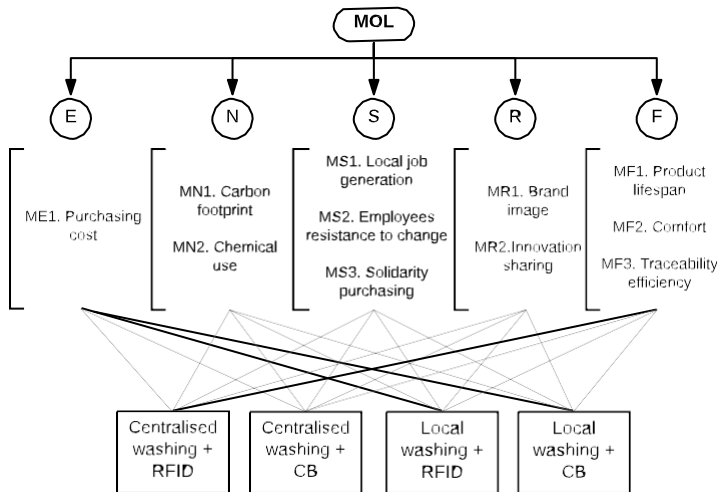 MOL
E
N
S
R
F
ME1. Purchasing
cost
MN1. Carbon
footprint
MN2. Chemical
use
MS1. Local job
generation
MS2. Employees
resistance to change
MS3. Solidarity
purchasing
MR1. Brand
image
MR2.Innovation
sharing
MF1. Product
lifespan
MF2. Comfort
MF3. Traceability
efficiency
Centralised
washing +
RFID
Centralised
washing +
CB
Local
washing +
RFID
Local
washing +
CB